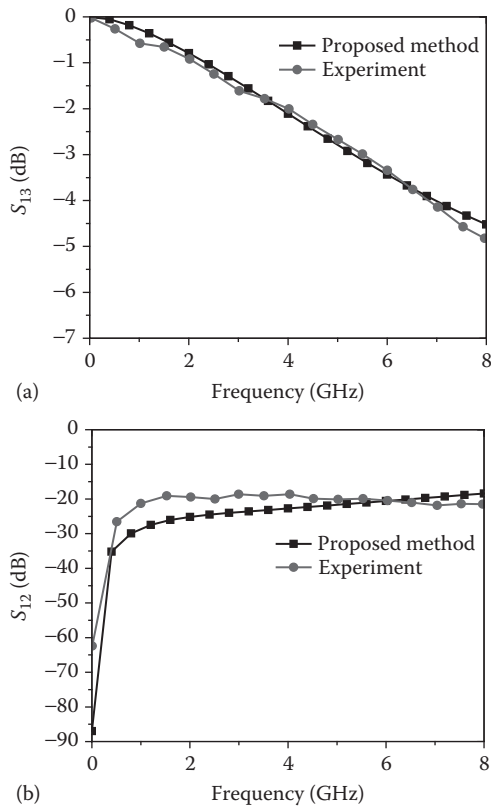 0
−1
−2
−3
−4
−5
−6
−7
S13 (dB)
Proposed method
Experiment
0 2 4 6 8
(a) Frequency (GHz)
0
−10
−20
−30
−40
−50
−60
−70
−80
−90
S12 (dB)
Proposed method
Experiment
0 2 4 6 8
(b) Frequency (GHz)